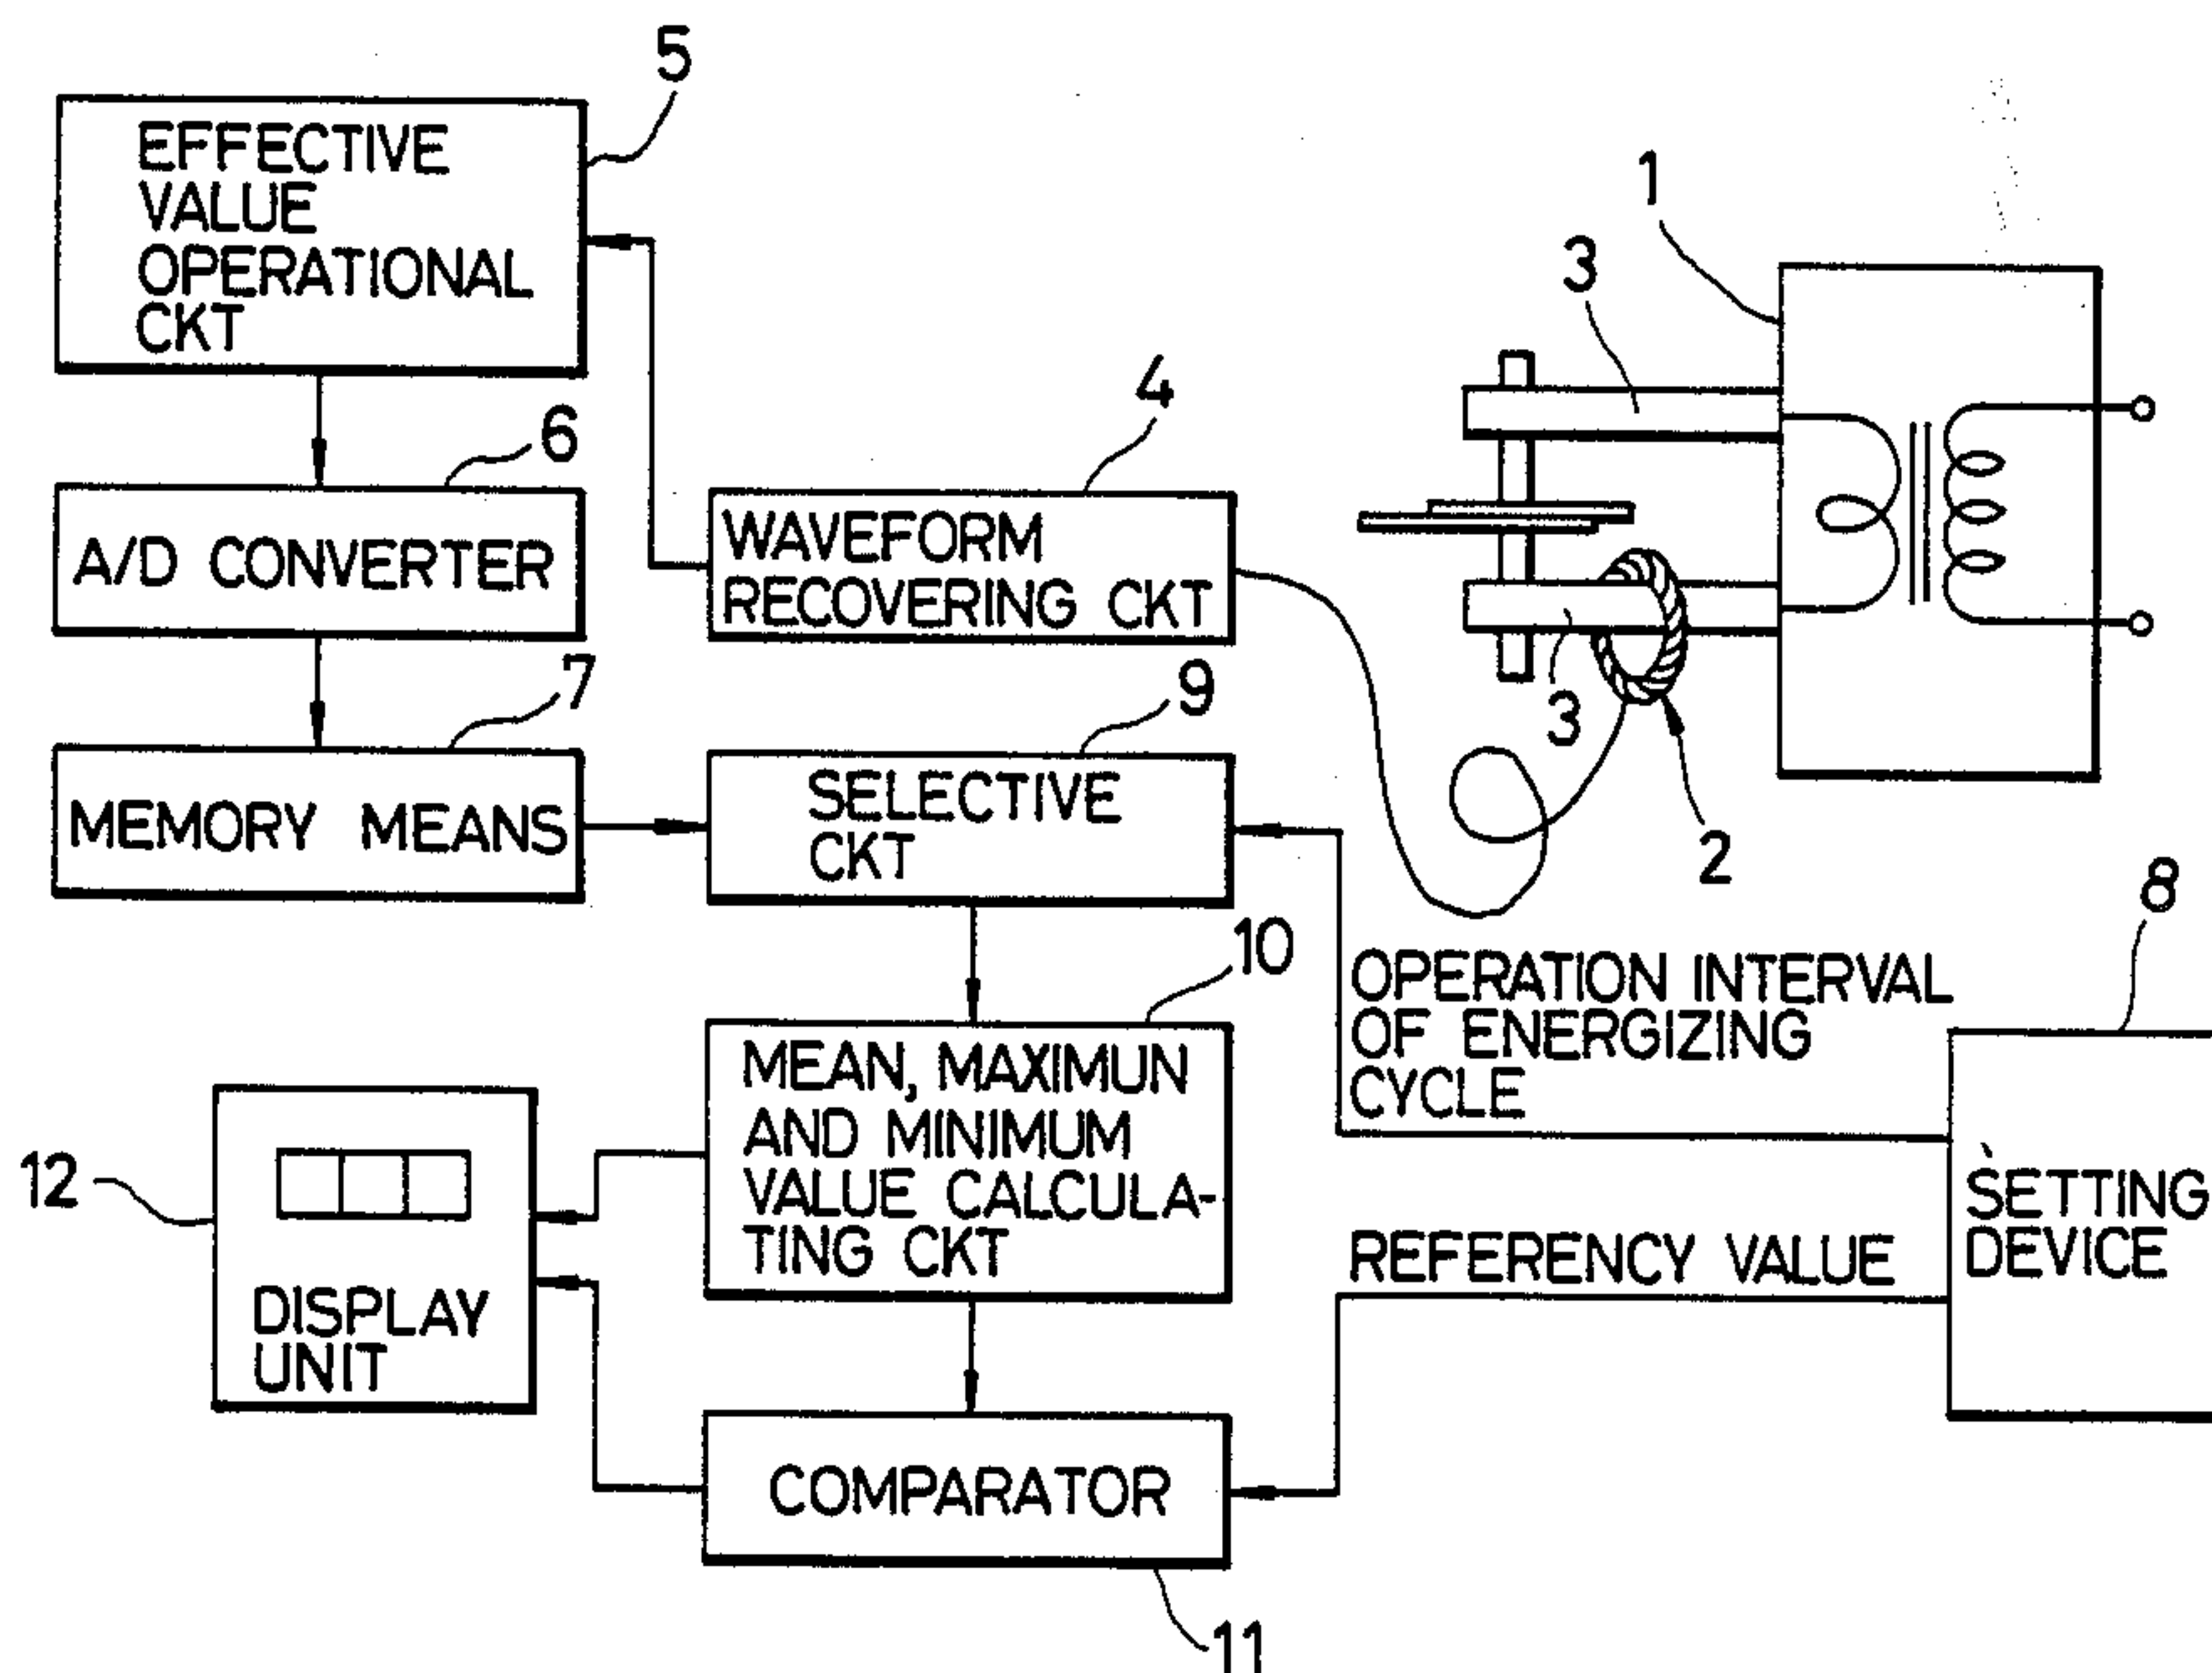 5
EFFECTIVE
VALUE
OPERATIONAL
CKT
1
3
4
6
A/D CONVERTER
WAVEFORM
RECOVERING CKT
3
2
7
MEMORY MEANS
9
SELECTIVE
CKT
8
10
OPERATION INTERVAL
OF ENERGIZING
CYCLE
MEAN, MAXIMUN
AND MINIMUM
VALUE CALCULA-
TING CKT
12
DISPLAY
UNIT
REFERENCY VALUE
SETTING
DEVICE
COMPARATOR
11